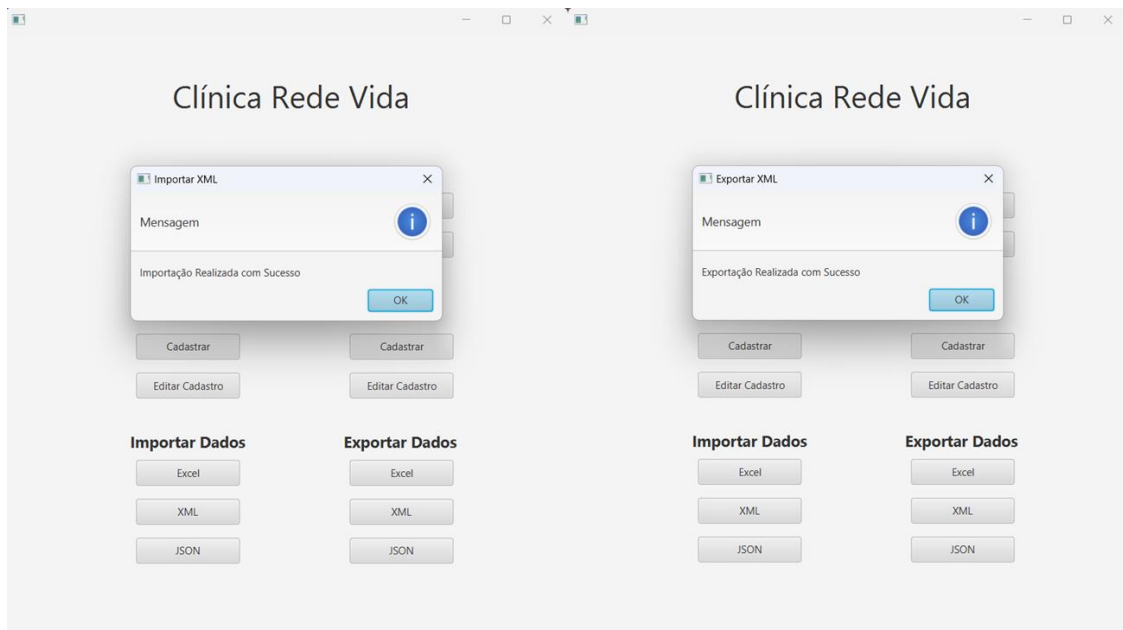 Clínica Rede Vida
Importar XML
Mensagem
Importação Realizada com Sucesso
OK
Cadastrar
Cadastrar
Editar Cadastro
Editar Cadastro
Importar Dados
Exportar Dados
Excel
Excel
XML
XML
JSON
JSON
Clínica Rede Vida
Exportar XML
Mensagem
Exportação Realizada com Sucesso
OK
Cadastrar
Cadastrar
Editar Cadastro
Editar Cadastro
Importar Dados
Exportar Dados
Excel
Excel
XML
XML
JSON
JSON